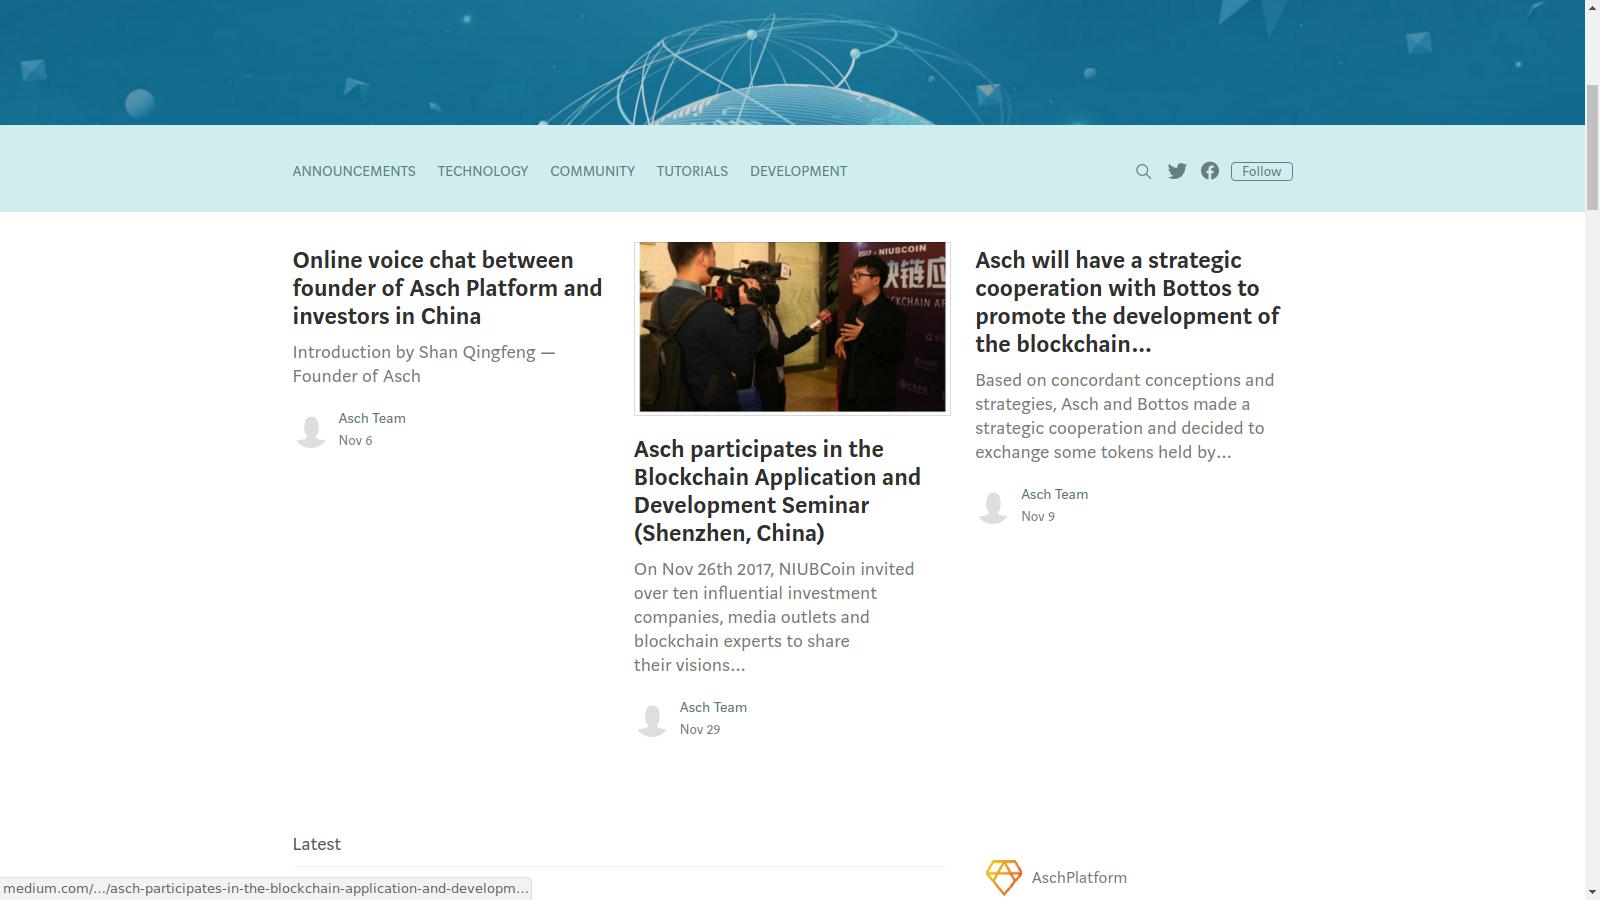 ANNOUNCEMENTS TECHNOLOGY COMMUNITY TUTORIALS DEVELOPMENT Follow
Online voice chat between
founder of Asch Platform and
investors in China
Introduction by Shan Qingfeng —
Founder of Asch
Asch Team
Nov 6
2017 - NIUBCOIN
块链应
CKCHAIN AP
Asch participates in the
Blockchain Application and
Development Seminar
(Shenzhen, China)
On Nov 26th 2017, NIUBCoin invited
over ten influential investment
companies, media outlets and
blockchain experts to share
their visions…
Asch Team
Nov 29
Asch will have a strategic
cooperation with Bottos to
promote the development of
the blockchain…
Based on concordant conceptions and
strategies, Asch and Bottos made a
strategic cooperation and decided to
exchange some tokens held by…
Asch Team
Nov 9
Latest
AschPlatform
medium.com/…/asch-participates-in-the-blockchain-application-and-developm…